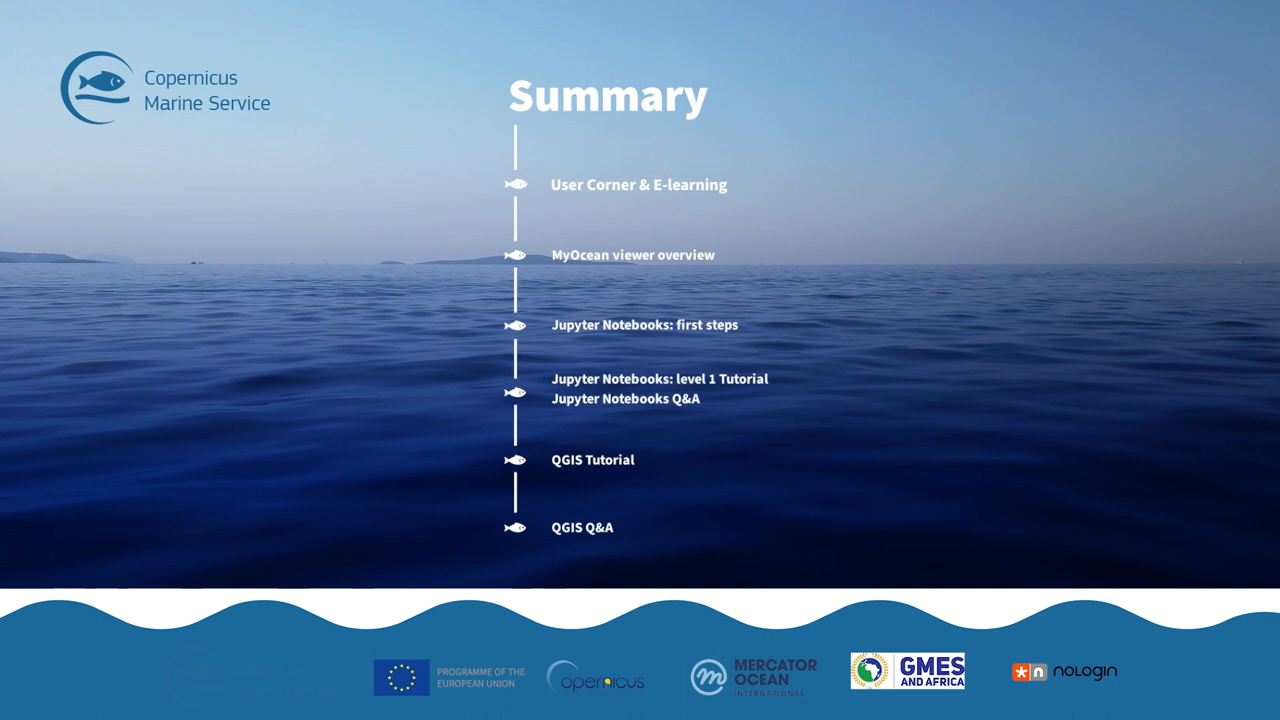 Copernicus
Marine Service
Summary
User Corner & E-learning
MyOcean viewer overview
Jupyter Notebooks: first steps
Jupyter Notebooks: level 1 Tutorial
Jupyter Notebooks Q&A
QGIS Tutorial
QGIS Q&A
PROGRAMME OF THE
EUROPEAN UNION
opernicus
MERCATOR
OCEAN
INTERNATIONAL
GMES
AND AFRICA
nologin